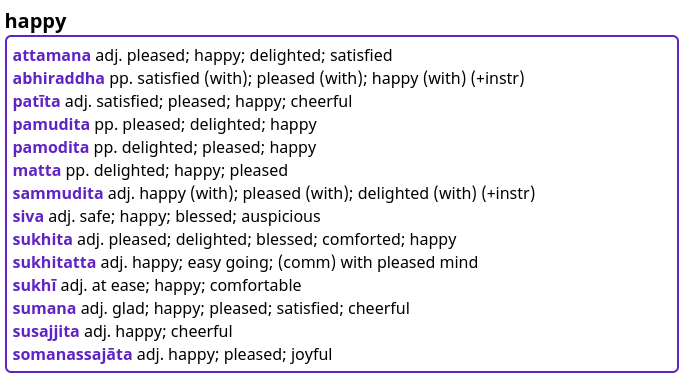 happy
attamana adj. pleased; happy; delighted; satisfied
abhiraddha pp. satisfied (with); pleased (with); happy (with) (+instr)
patīta adj. satisfied; pleased; happy; cheerful
pamudita pp. pleased; delighted; happy
pamodita pp. delighted; pleased; happy
matta pp. delighted; happy; pleased
sammudita adj. happy (with); pleased (with); delighted (with) (+instr)
siva adj. safe; happy; blessed; auspicious
sukhita adj. pleased; delighted; blessed; comforted; happy
sukhitatta adj. happy; easy going; (comm) with pleased mind
sukhī adj. at ease; happy; comfortable
sumana adj. glad; happy; pleased; satisfied; cheerful
susajjita adj. happy; cheerful
somanassajāta adj. happy; pleased; joyful